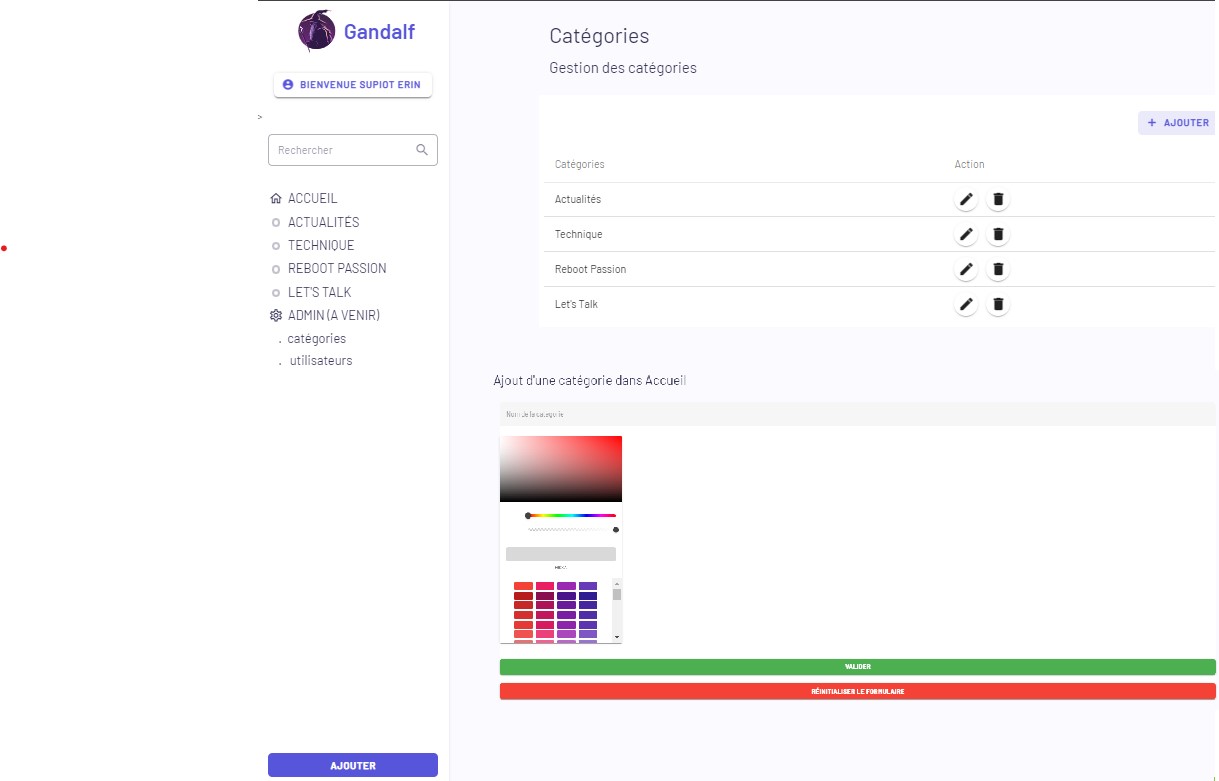 Gandalf
BIENVENUE SUPIOT ERIN
>
Rechercher
ACCUEIL
ACTUALITÉS
TECHNIQUE
REBOOT PASSION
LET'S TALK
ADMIN (A VENIR)
. catégories
. utilisateurs
AJOUTER
Catégories
Gestion des catégories
+ AJOUTER
Catégories Action
Actualités
Technique
Reboot Passion
Let's Talk
Ajout d'une catégorie dans Accueil
Nom de la catégorie
VALIDER
RÉINITIALISER LE FORMULAIRE